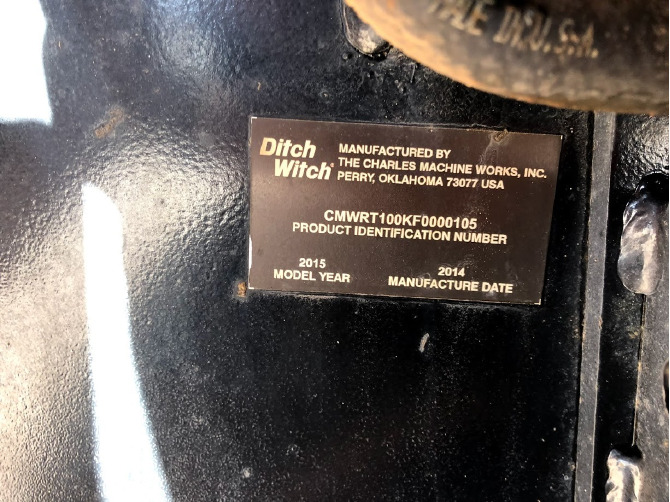 U.S.A.
Ditch
Witch®
MANUFACTURED BY
THE CHARLES MACHINE WORKS, INC.
PERRY, OKLAHOMA 73077 USA
CMWRT100KF0000105
PRODUCT IDENTIFICATION NUMBER
2015
MODEL YEAR
2014
MANUFACTURE DATE